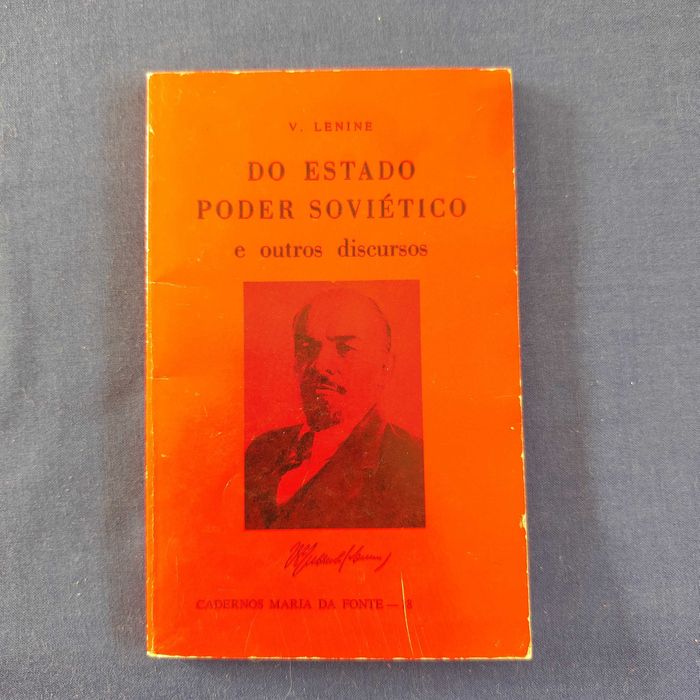 V. LENINE
DO ESTADO
PODER SOVIÉTICO
e outros discursos
CADERNOS MARIA DA FONTE — 8